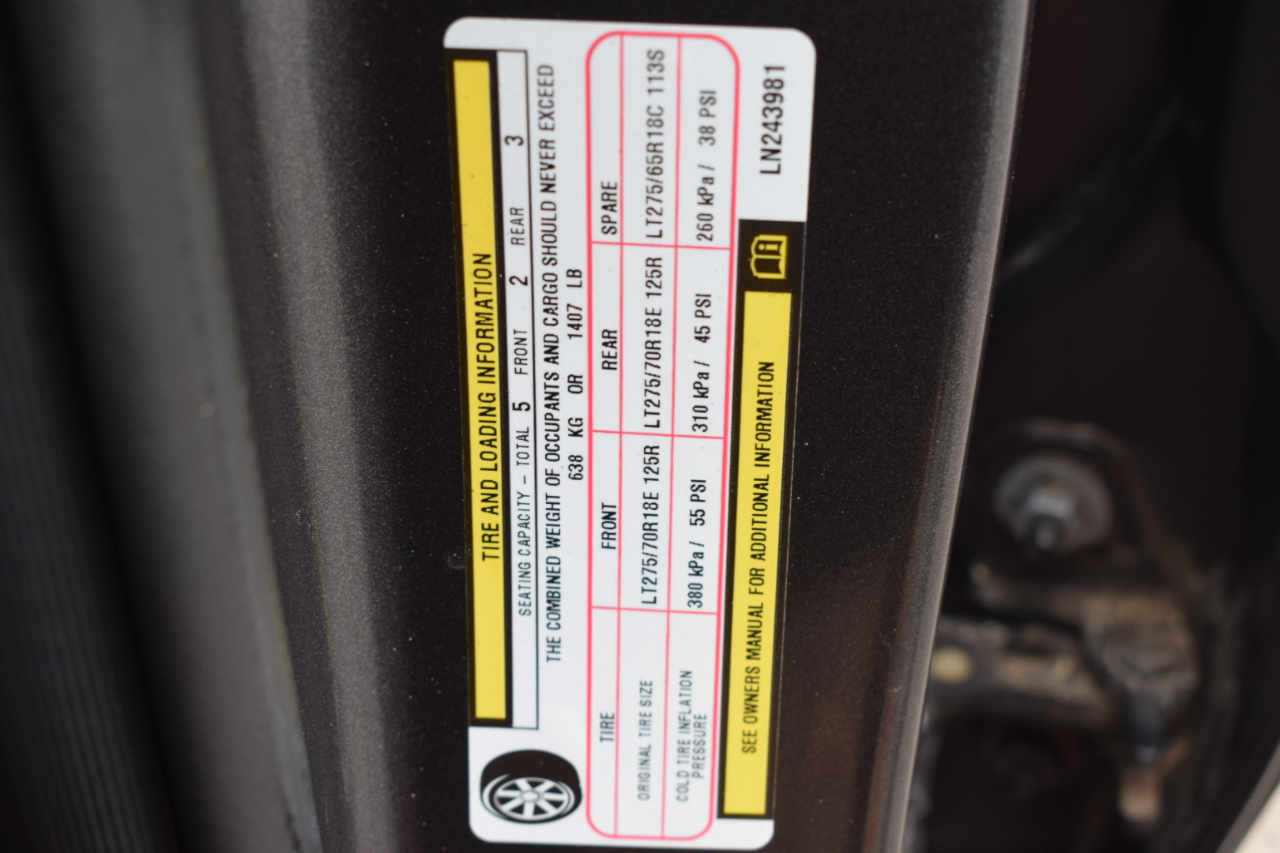 TIRE AND LOADING INFORMATION
SEATING CAPACITY - TOTAL 5 FRONT 2 REAR 3
THE COMBINED WEIGHT OF OCCUPANTS AND CARGO SHOULD NEVER EXCEED
638 KG OR 1407 LB
TIRE FRONT REAR SPARE
ORIGINAL TIRE SIZE LT275/70R18E 125R LT275/70R18E 125R LT275/65R18C 113S
COLD TIRE INFLATION
PRESSURE 380 kPa / 55 PSI 310 kPa / 45 PSI 260 kPa / 38 PSI
SEE OWNERS MANUAL FOR ADDITIONAL INFORMATION
LN243981